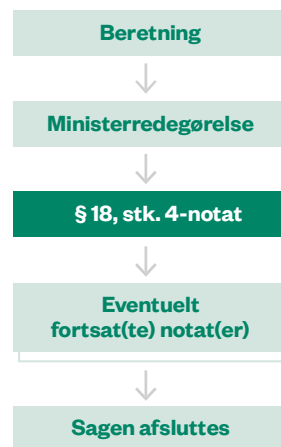 Beretning
Ministerredegørelse
§ 18, stk. 4-notat
Eventuelt
fortsat(te) notat(er)
Sagen afsluttes